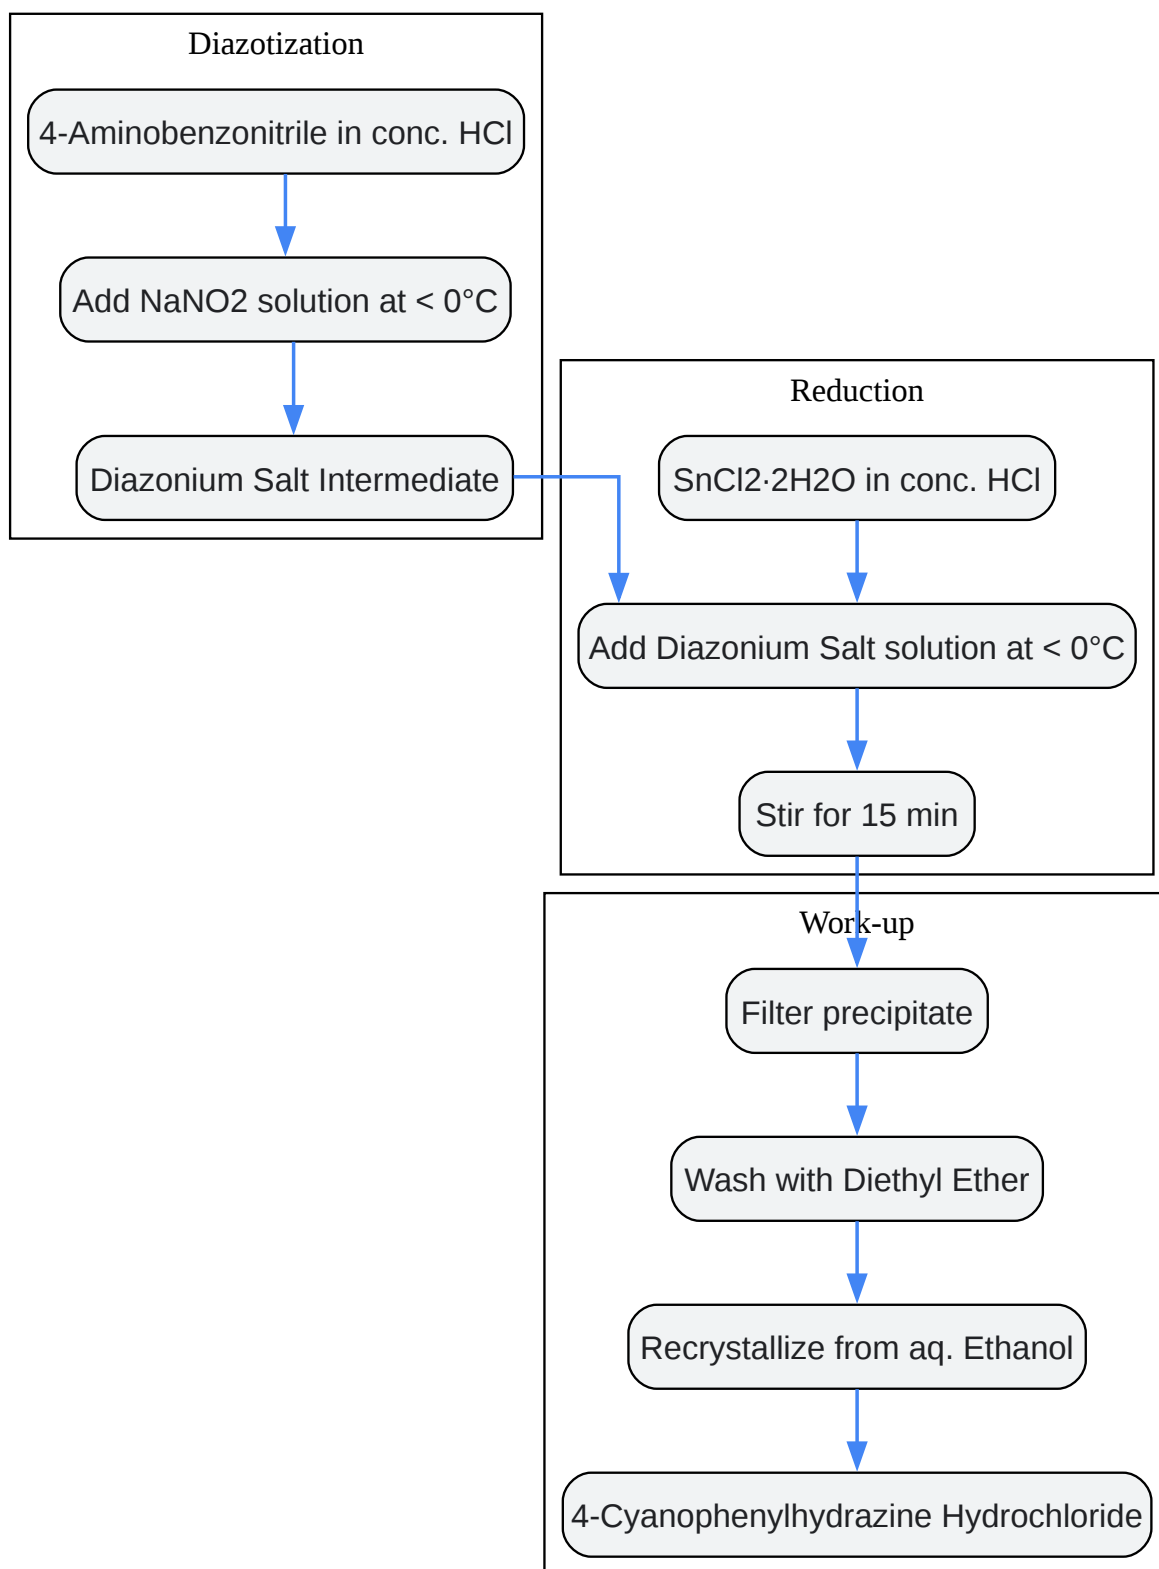 Diazotization
4-Aminobenzonitrile in conc. HCl
Add NaNO2 solution at < 0°C
Diazonium Salt Intermediate
Reduction
SnCl2·2H2O in conc. HCl
Add Diazonium Salt solution at < 0°C
Stir for 15 min
Work-up
Filter precipitate
Wash with Diethyl Ether
Recrystallize from aq. Ethanol
4-Cyanophenylhydrazine Hydrochloride